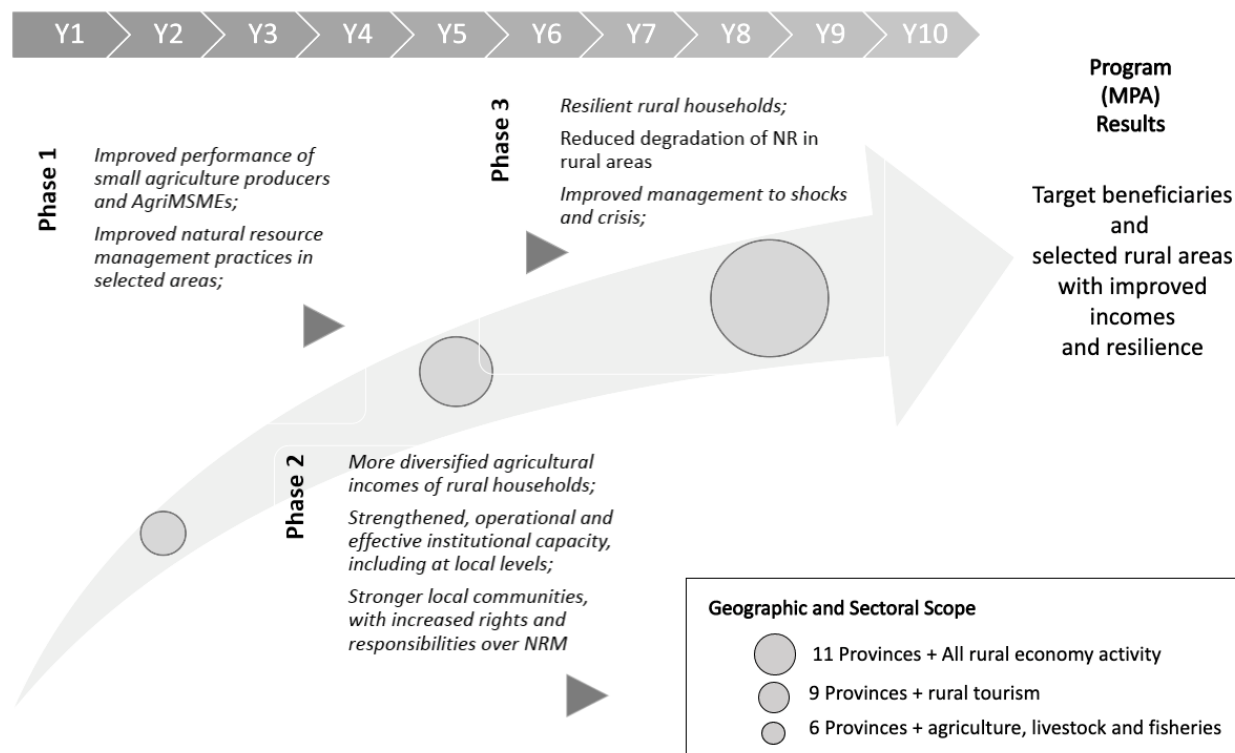 Y1 Y2 Y3 Y4 Y5 Y6 Y7 Y8 Y9 Y10
Phase 1
Improved performance of
small agriculture producers
and AgriMSMEs;
Improved natural resource
management practices in
selected areas;
Phase 3
Resilient rural households;
Reduced degradation of NR in
rural areas
Improved management to shocks
and crisis;
Program
(MPA)
Results
Target beneficiaries
and
selected rural areas
with improved
incomes
and resilience
Phase 2
More diversified agricultural
incomes of rural households;
Strengthened, operational and
effective institutional capacity,
including at local levels;
Stronger local communities,
with increased rights and
responsibilities over NRM
Geographic and Sectoral Scope
11 Provinces + All rural economy activity
9 Provinces + rural tourism
6 Provinces + agriculture, livestock and fisheries